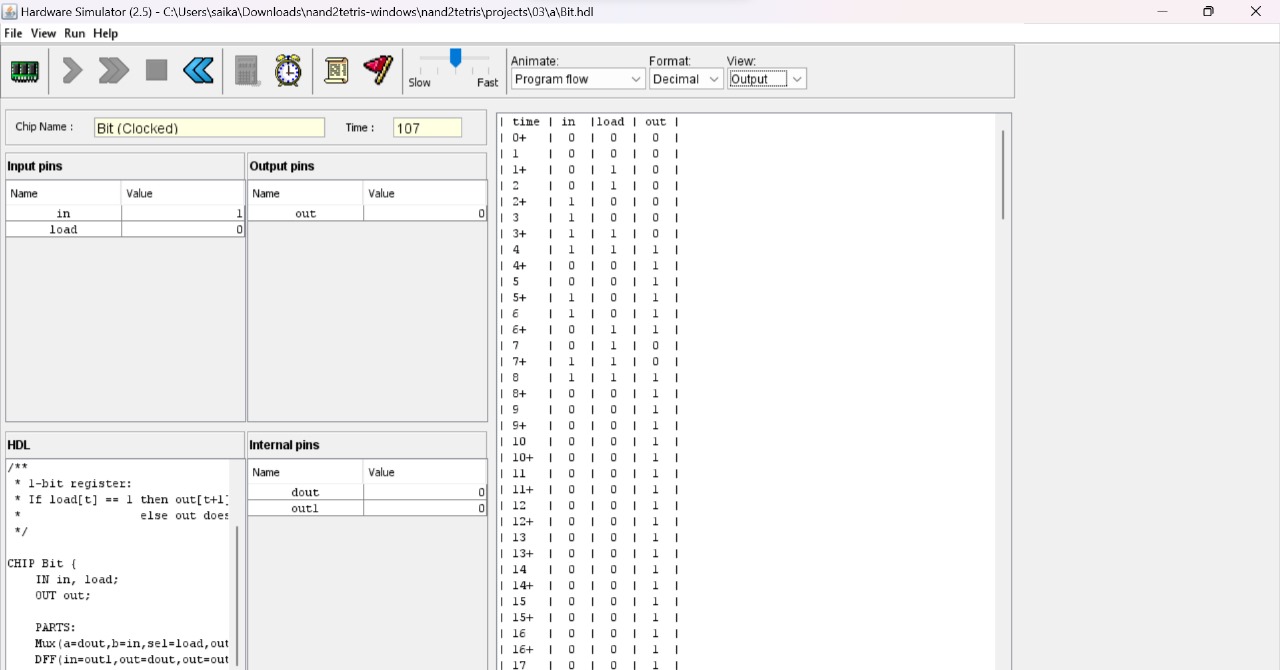 Hardware Simulator (2.5) - C:\Users\saika\Downloads\nand2tetris-windows\nand2tetris\projects\03\a\Bit.hdl
File View Run Help
Slow Fast
Animate: Format: View:
Program flow Decimal Output
Chip Name : Bit (Clocked) Time : 107
Input pins
Name Value
in 1
load 0
Output pins
Name Value
out 0
HDL
/**
* 1-bit register:
* If load[t] == 1 then out[t+1]
* else out does
*/
CHIP Bit {
IN in, load;
OUT out;
PARTS:
Mux(a=dout,b=in,sel=load,out
DFF(in=out1,out=dout,out=out
Internal pins
Name Value
dout 0
out1 0
| time | in |load | out |
| 0+ | 0 | 0 | 0 |
| 1 | 0 | 0 | 0 |
| 1+ | 0 | 1 | 0 |
| 2 | 0 | 1 | 0 |
| 2+ | 1 | 0 | 0 |
| 3 | 1 | 0 | 0 |
| 3+ | 1 | 1 | 0 |
| 4 | 1 | 1 | 1 |
| 4+ | 0 | 0 | 1 |
| 5 | 0 | 0 | 1 |
| 5+ | 1 | 0 | 1 |
| 6 | 1 | 0 | 1 |
| 6+ | 0 | 1 | 1 |
| 7 | 0 | 1 | 0 |
| 7+ | 1 | 1 | 0 |
| 8 | 1 | 1 | 1 |
| 8+ | 0 | 0 | 1 |
| 9 | 0 | 0 | 1 |
| 9+ | 0 | 0 | 1 |
| 10 | 0 | 0 | 1 |
| 10+ | 0 | 0 | 1 |
| 11 | 0 | 0 | 1 |
| 11+ | 0 | 0 | 1 |
| 12 | 0 | 0 | 1 |
| 12+ | 0 | 0 | 1 |
| 13 | 0 | 0 | 1 |
| 13+ | 0 | 0 | 1 |
| 14 | 0 | 0 | 1 |
| 14+ | 0 | 0 | 1 |
| 15 | 0 | 0 | 1 |
| 15+ | 0 | 0 | 1 |
| 16 | 0 | 0 | 1 |
| 16+ | 0 | 0 | 1 |
| 17 | 0 | 0 | 1 |